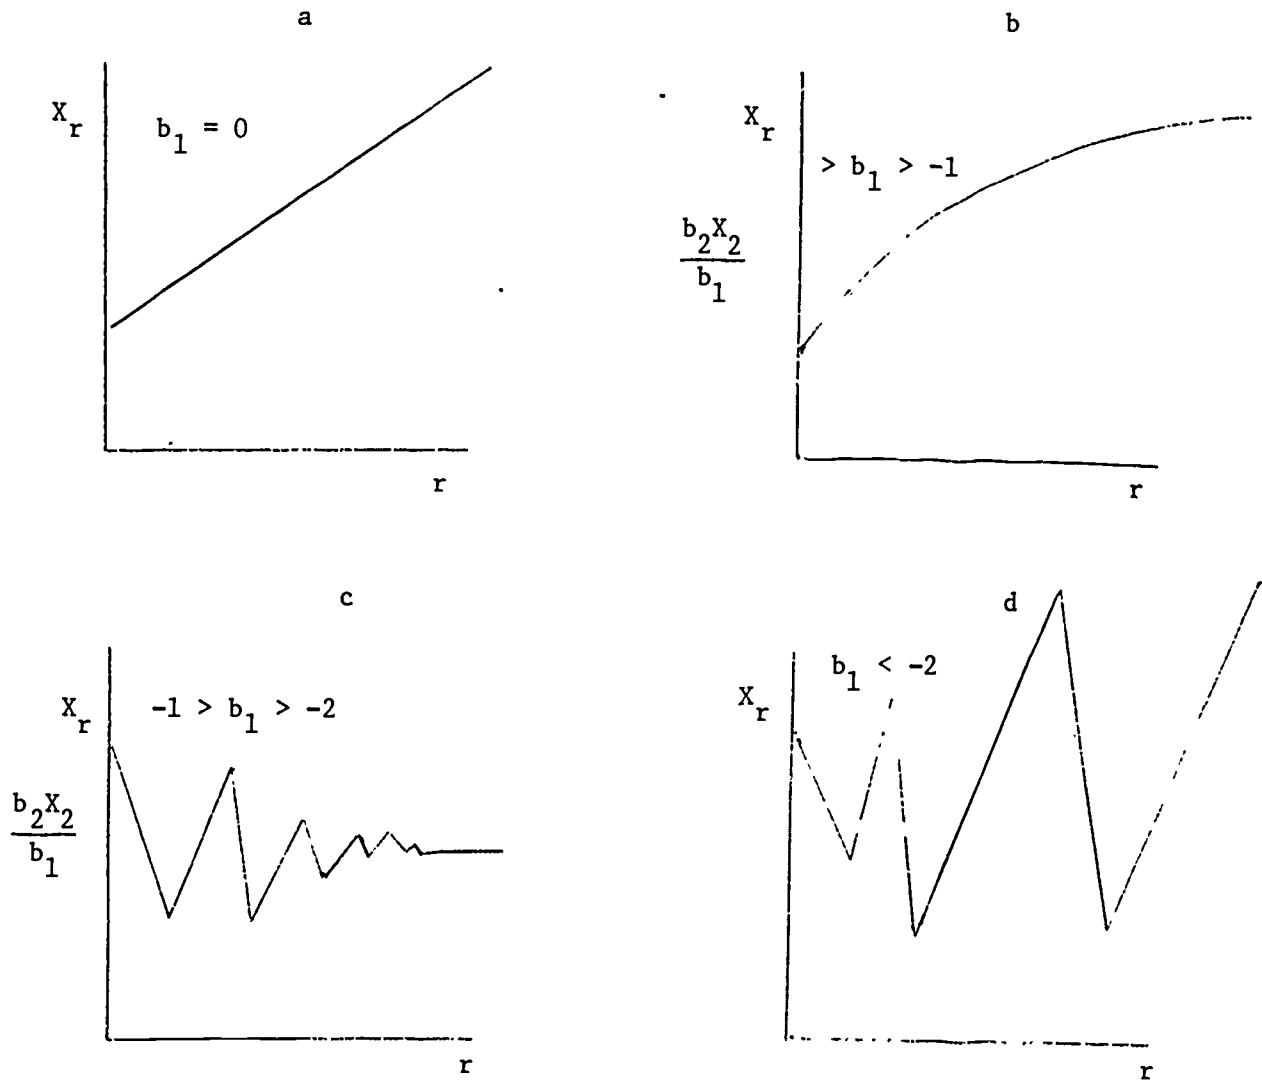 a
X_r
b_1 = 0
r
b
X_r
> b_1 > -1
b_2X_2
b_1
r
c
X_r
-1 > b_1 > -2
b_2X_2
b_1
r
d
X_r
b_1 < -2
r